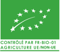 CONTRÔLÉ PAR FR-BIO-01
AGRICULTURE UE/NON-UE